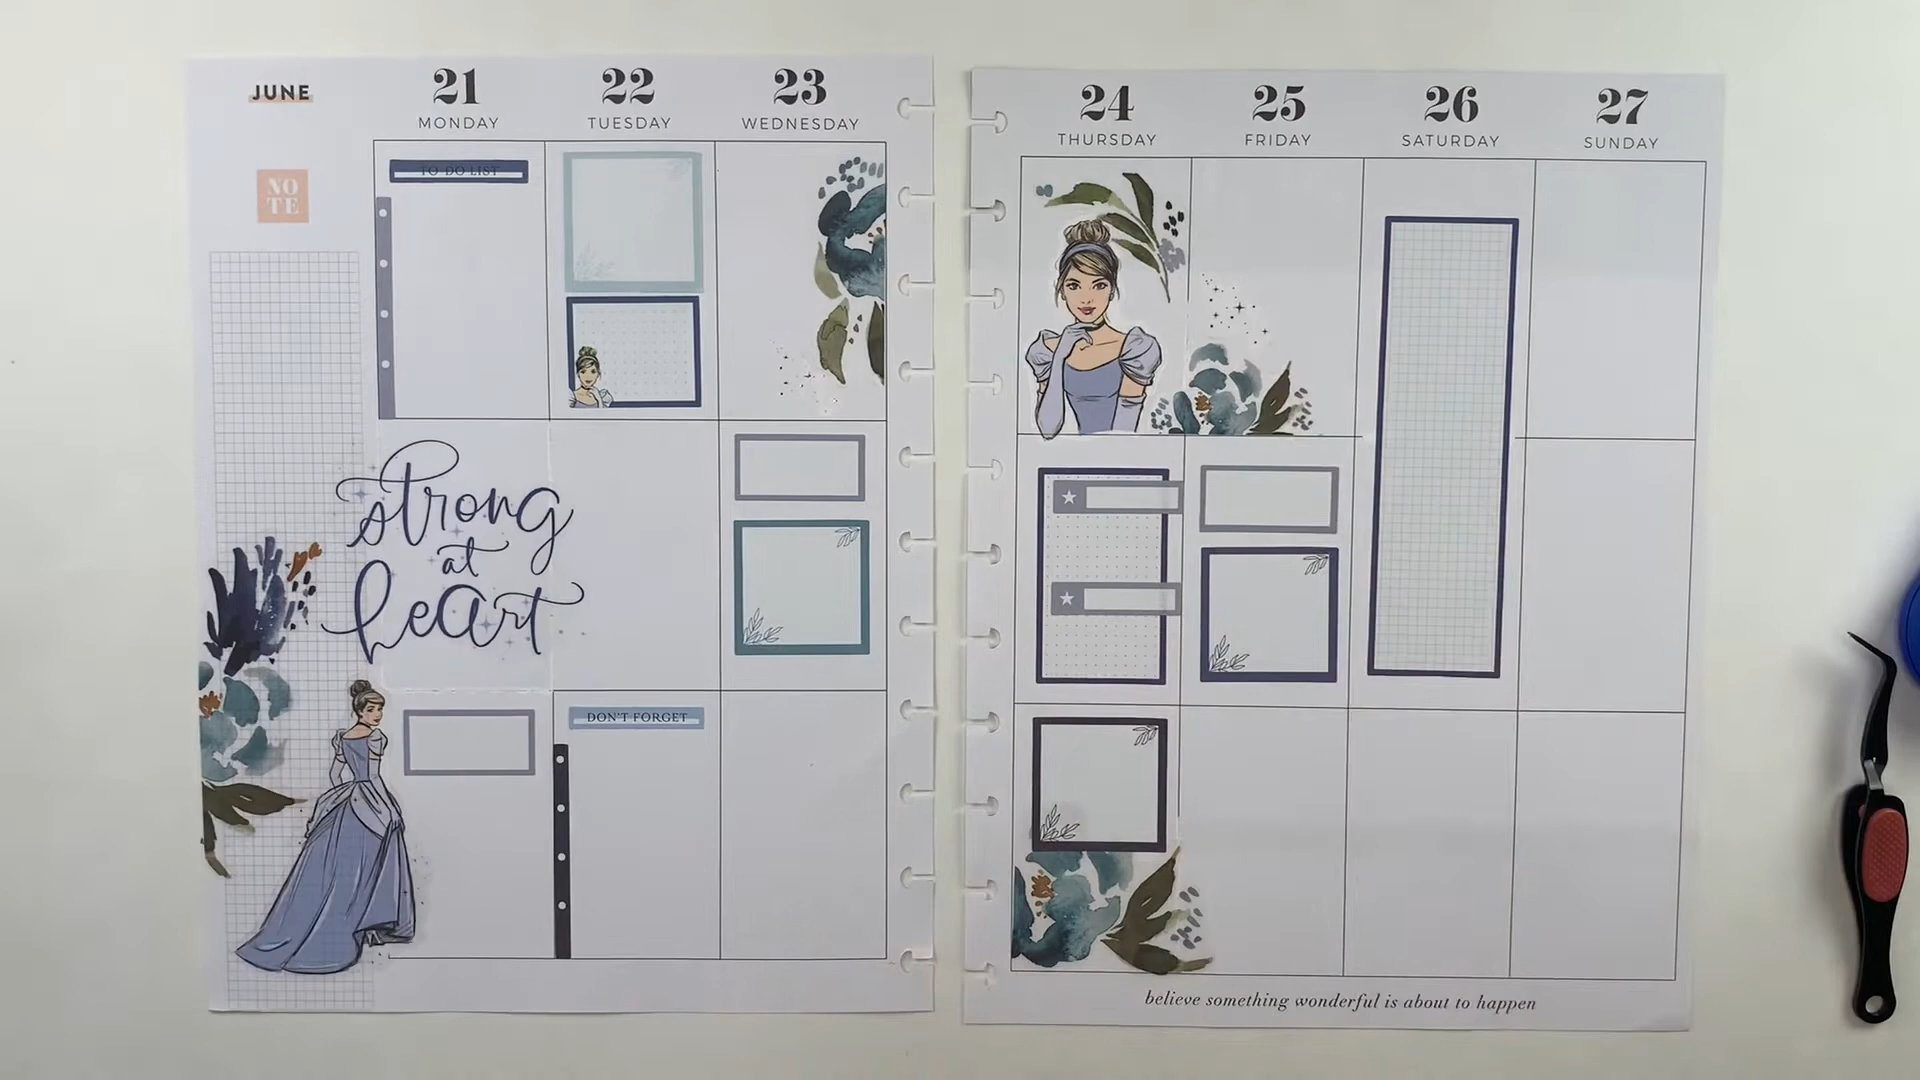 JUNE
21
MONDAY
22
TUESDAY
23
WEDNESDAY
24
THURSDAY
25
FRIDAY
26
SATURDAY
27
SUNDAY
NO
TE
TO DO LIST
strong
at
heart
DON'T FORGET
believe something wonderful is about to happen